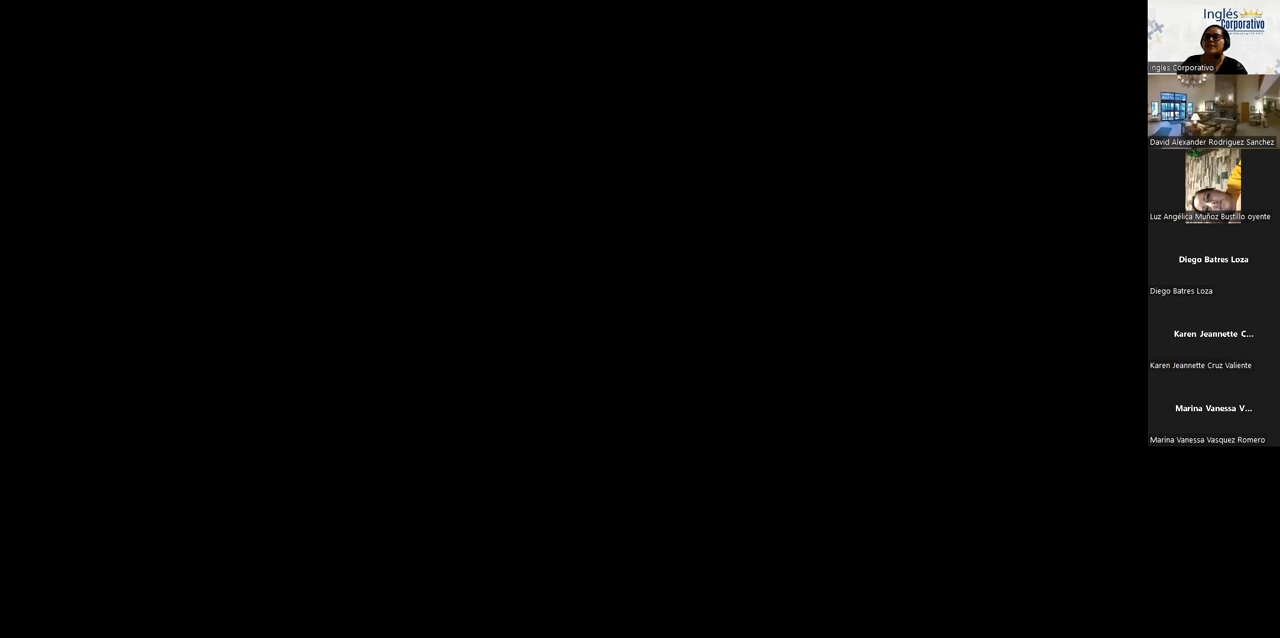 Inglés
Corporativo
Ingles Corporativo
David Alexander Rodriguez Sanchez
Luz Angélica Muñoz Bustillo oyente
Diego Batres Loza
Diego Batres Loza
Karen Jeannette C...
Karen Jeannette Cruz Valiente
Marina Vanessa V...
Marina Vanessa Vasquez Romero